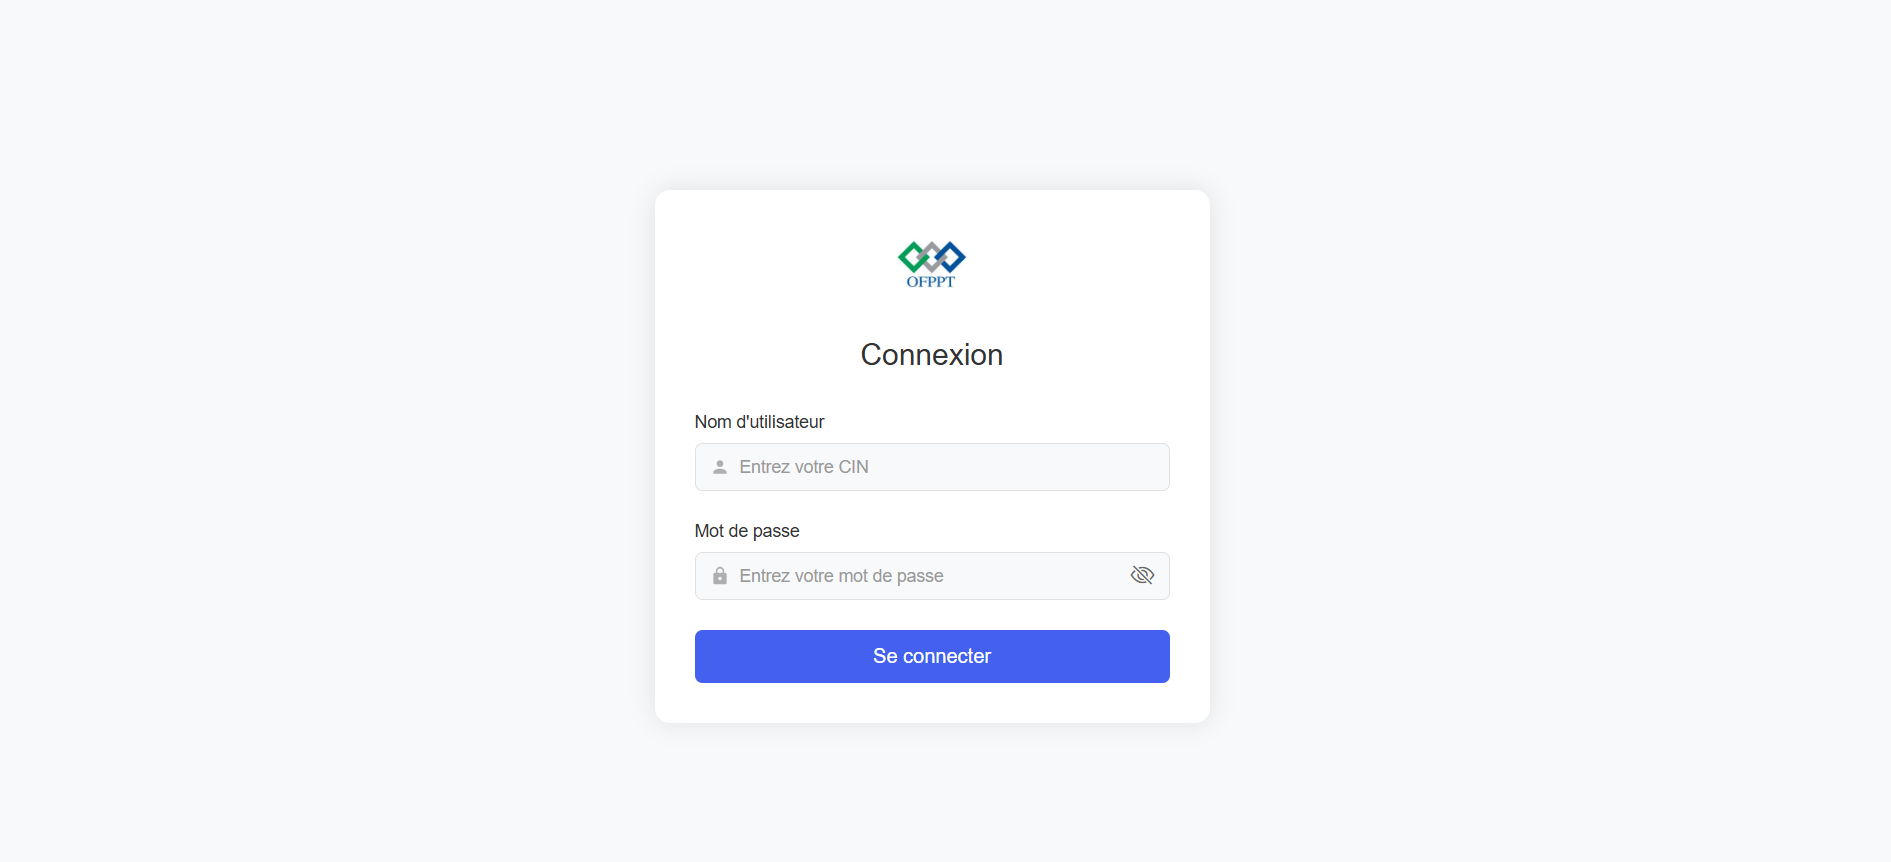 OFPPT
Connexion
Nom d'utilisateur
Entrez votre CIN
Mot de passe
Entrez votre mot de passe
Se connecter